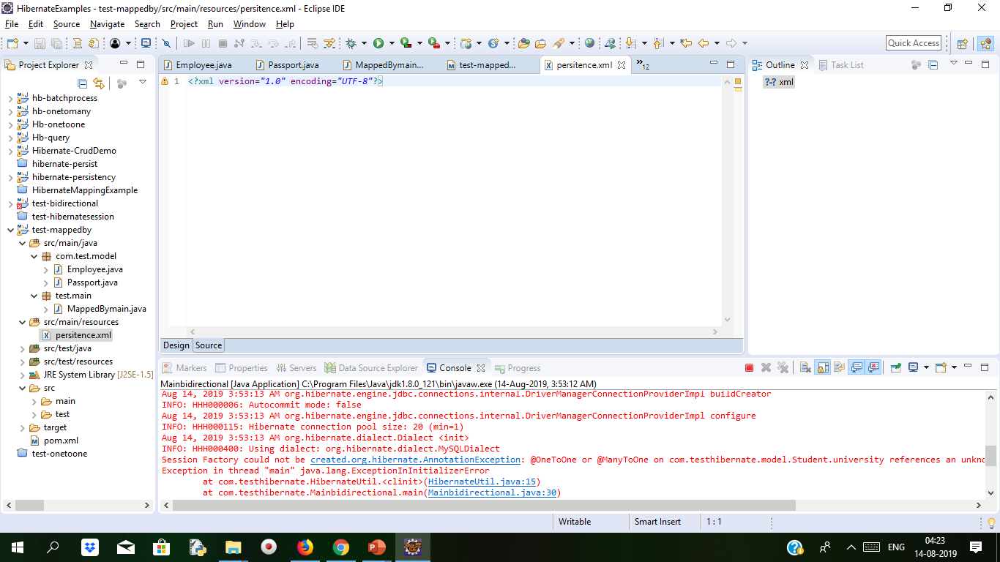 HibernateExamples - test-mappedby/src/main/resources/persitence.xml - Eclipse IDE
File Edit Source Navigate Search Project Run Window Help
Quick Access
Project Explorer
Employee.java Passport.java MappedBymain... test-mapped... persitence.xml »12
Outline Task List
1 <?xml version="1.0" encoding="UTF-8"?>
?=? xml
hb-batchprocess
hb-onetomany
Hb-onetoone
Hb-query
Hibernate-CrudDemo
hibernate-persist
hibernate-persistency
HibernateMappingExample
test-bidirectional
test-hibernatesession
test-mappedby
src/main/java
com.test.model
Employee.java
Passport.java
test.main
MappedBymain.java
src/main/resources
persitence.xml
src/test/java
src/test/resources
JRE System Library [J2SE-1.5]
src
main
test
target
pom.xml
test-onetoone
Design Source
Markers Properties Servers Data Source Explorer Console Progress
Mainbidirectional [Java Application] C:\Program Files\Java\jdk1.8.0_121\bin\javaw.exe (14-Aug-2019, 3:53:12 AM)
Aug 14, 2019 3:53:13 AM org.hibernate.engine.jdbc.connections.internal.DriverManagerConnectionProviderImpl buildCreator
INFO: HHH000006: Autocommit mode: false
Aug 14, 2019 3:53:13 AM org.hibernate.engine.jdbc.connections.internal.DriverManagerConnectionProviderImpl configure
INFO: HHH000115: Hibernate connection pool size: 20 (min=1)
Aug 14, 2019 3:53:13 AM org.hibernate.dialect.Dialect <init>
INFO: HHH000400: Using dialect: org.hibernate.dialect.MySQLDialect
Session Factory could not be created.org.hibernate.AnnotationException: @OneToOne or @ManyToOne on com.testhibernate.model.Student.university references an unkno
Exception in thread "main" java.lang.ExceptionInInitializerError
at com.testhibernate.HibernateUtil.<clinit>(HibernateUtil.java:15)
at com.testhibernate.Mainbidirectional.main(Mainbidirectional.java:30)
Writable Smart Insert 1 : 1
ENG
04:23
14-08-2019